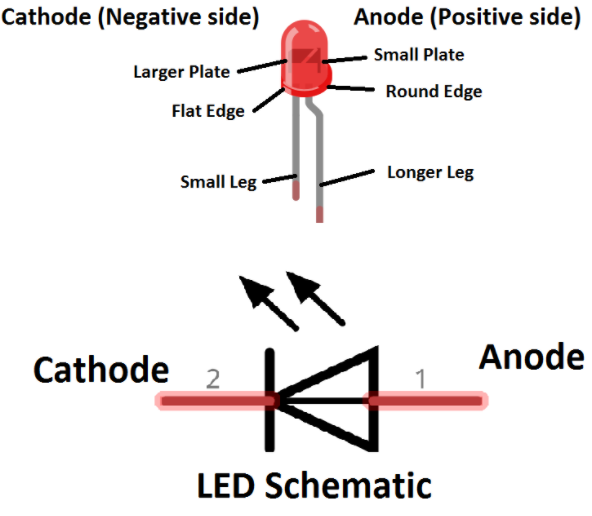 Cathode (Negative side)
Anode (Positive side)
Larger Plate
Small Plate
Flat Edge
Round Edge
Small Leg
Longer Leg
Cathode
2
1
Anode
LED Schematic